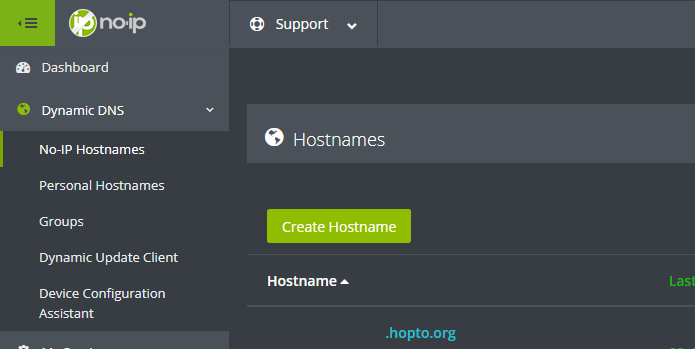 no-ip
Support
Dashboard
Dynamic DNS
No-IP Hostnames
Personal Hostnames
Groups
Dynamic Update Client
Device Configuration
Assistant
Hostnames
Create Hostname
Hostname
Last
.hopto.org